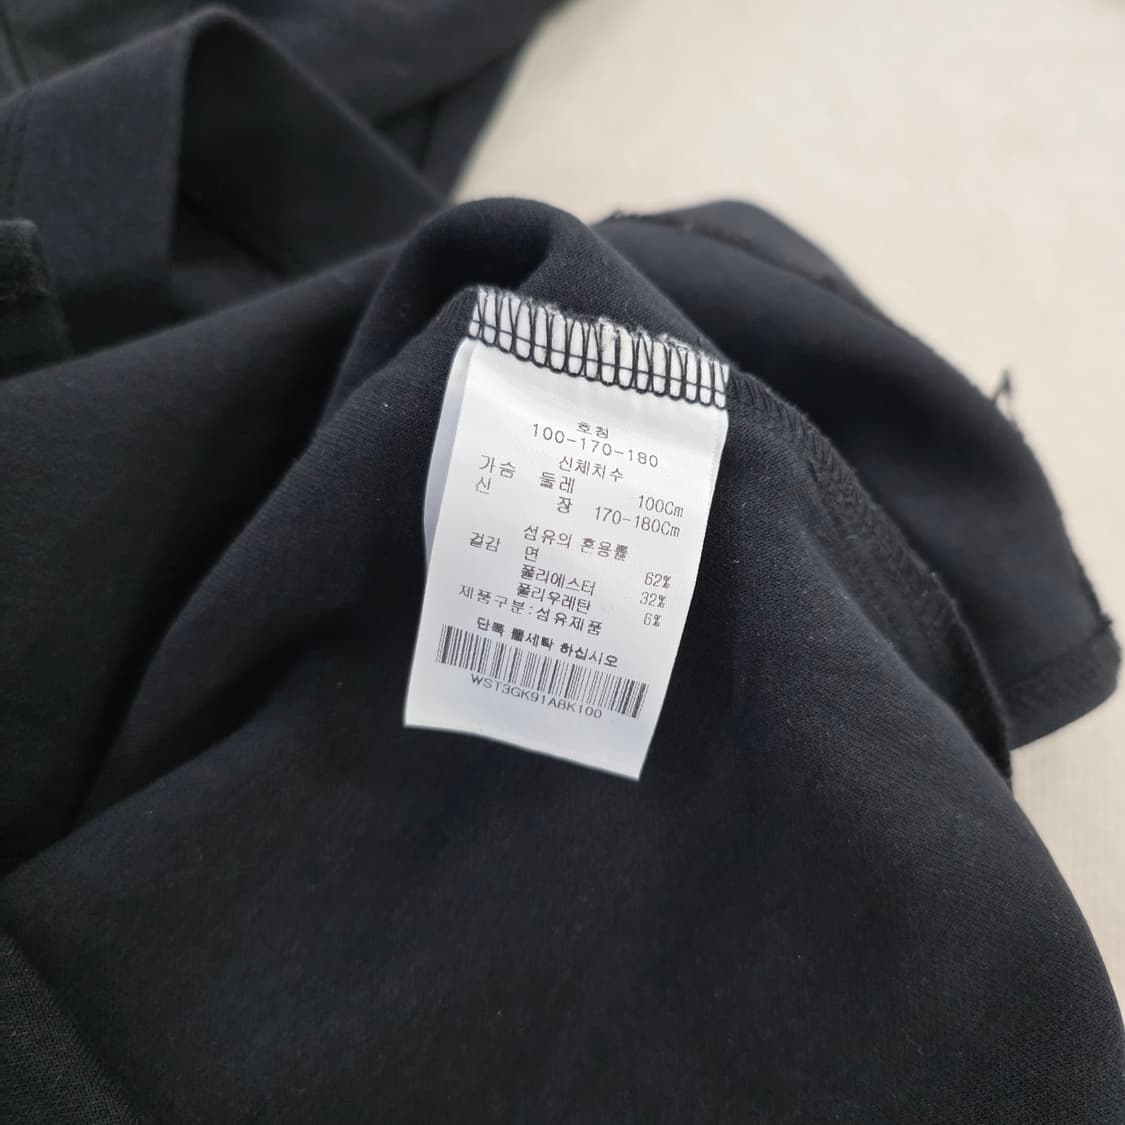 호칭
100-170-180
신체치수
가슴 둘레 100Cm
신 장 170-180Cm
섬유의 혼용률
겉감 면 62%
폴리에스터 32%
폴리우레탄 6%
제품구분:섬유제품
단독 물세탁 하십시오
WST3GK91ABK100